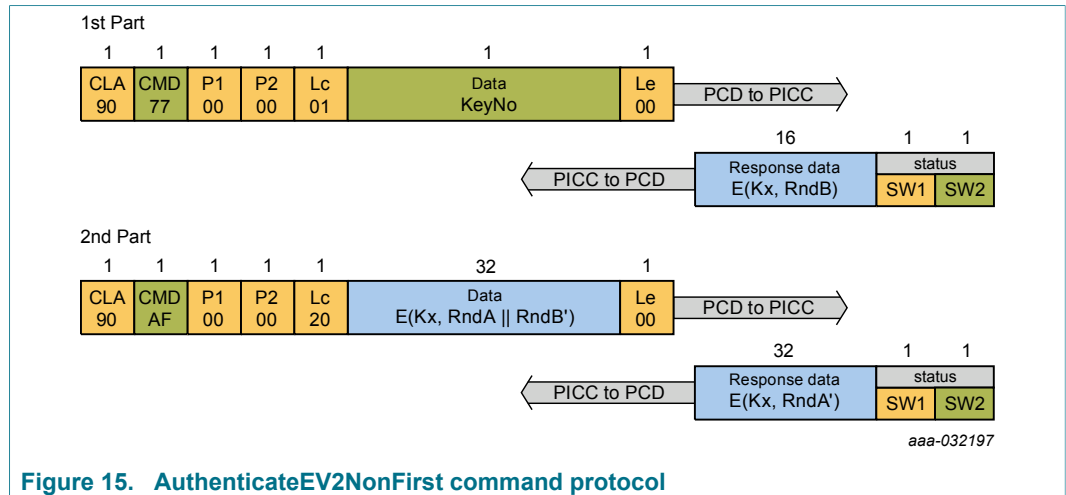 1st Part
1 1 1 1 1 1 1
CLA CMD P1 P2 Lc Data Le
90 77 00 00 01 KeyNo 00
PCD to PICC
16 1 1
Response data status
E(Kx, RndB) SW1 SW2
PICC to PCD
2nd Part
1 1 1 1 1 32 1
CLA CMD P1 P2 Lc Data Le
90 AF 00 00 20 E(Kx, RndA || RndB') 00
PCD to PICC
32 1 1
Response data status
E(Kx, RndA') SW1 SW2
PICC to PCD
aaa-032197
Figure 15. AuthenticateEV2NonFirst command protocol